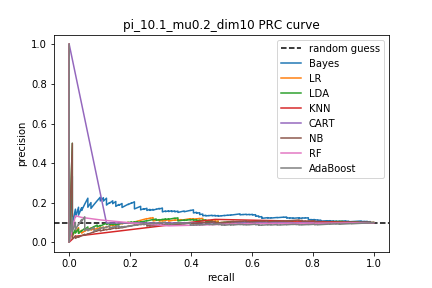 pi_10.1_mu0.2_dim10 PRC curve
1.0
0.8
0.6
0.4
0.2
0.0
precision
random guess
Bayes
LR
LDA
KNN
CART
NB
RF
AdaBoost
0.0 0.2 0.4 0.6 0.8 1.0
recall